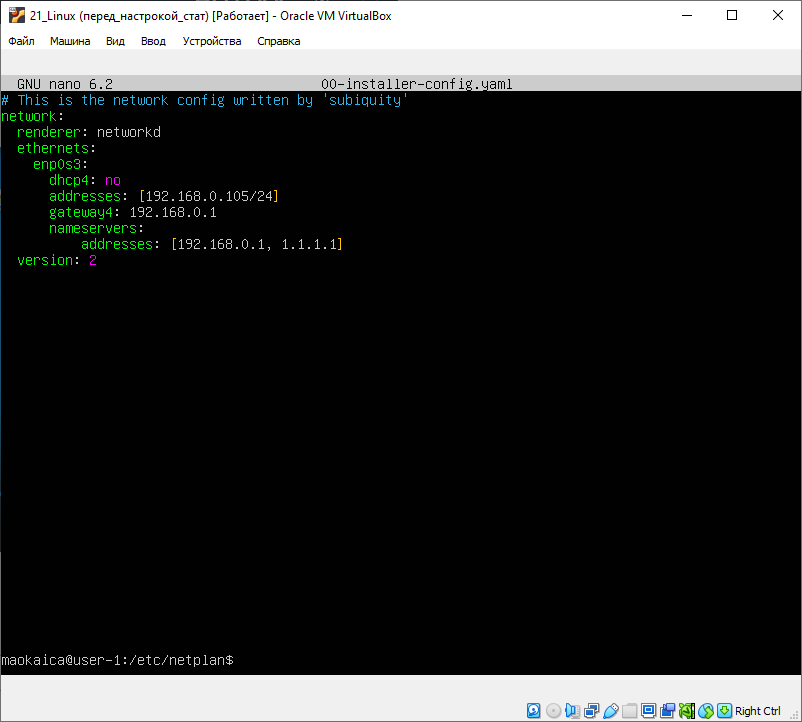 21_Linux (перед_настрокой_стат) [Работает] - Oracle VM VirtualBox
Файл Машина Вид Ввод Устройства Справка
GNU nano 6.2 00-installer-config.yaml
# This is the network config written by 'subiquity'
network:
  renderer: networkd
  ethernets:
    enp0s3:
      dhcp4: no
      addresses: [192.168.0.105/24]
      gateway4: 192.168.0.1
      nameservers:
          addresses: [192.168.0.1, 1.1.1.1]
  version: 2
maokaica@user-1:/etc/netplan$
Right Ctrl